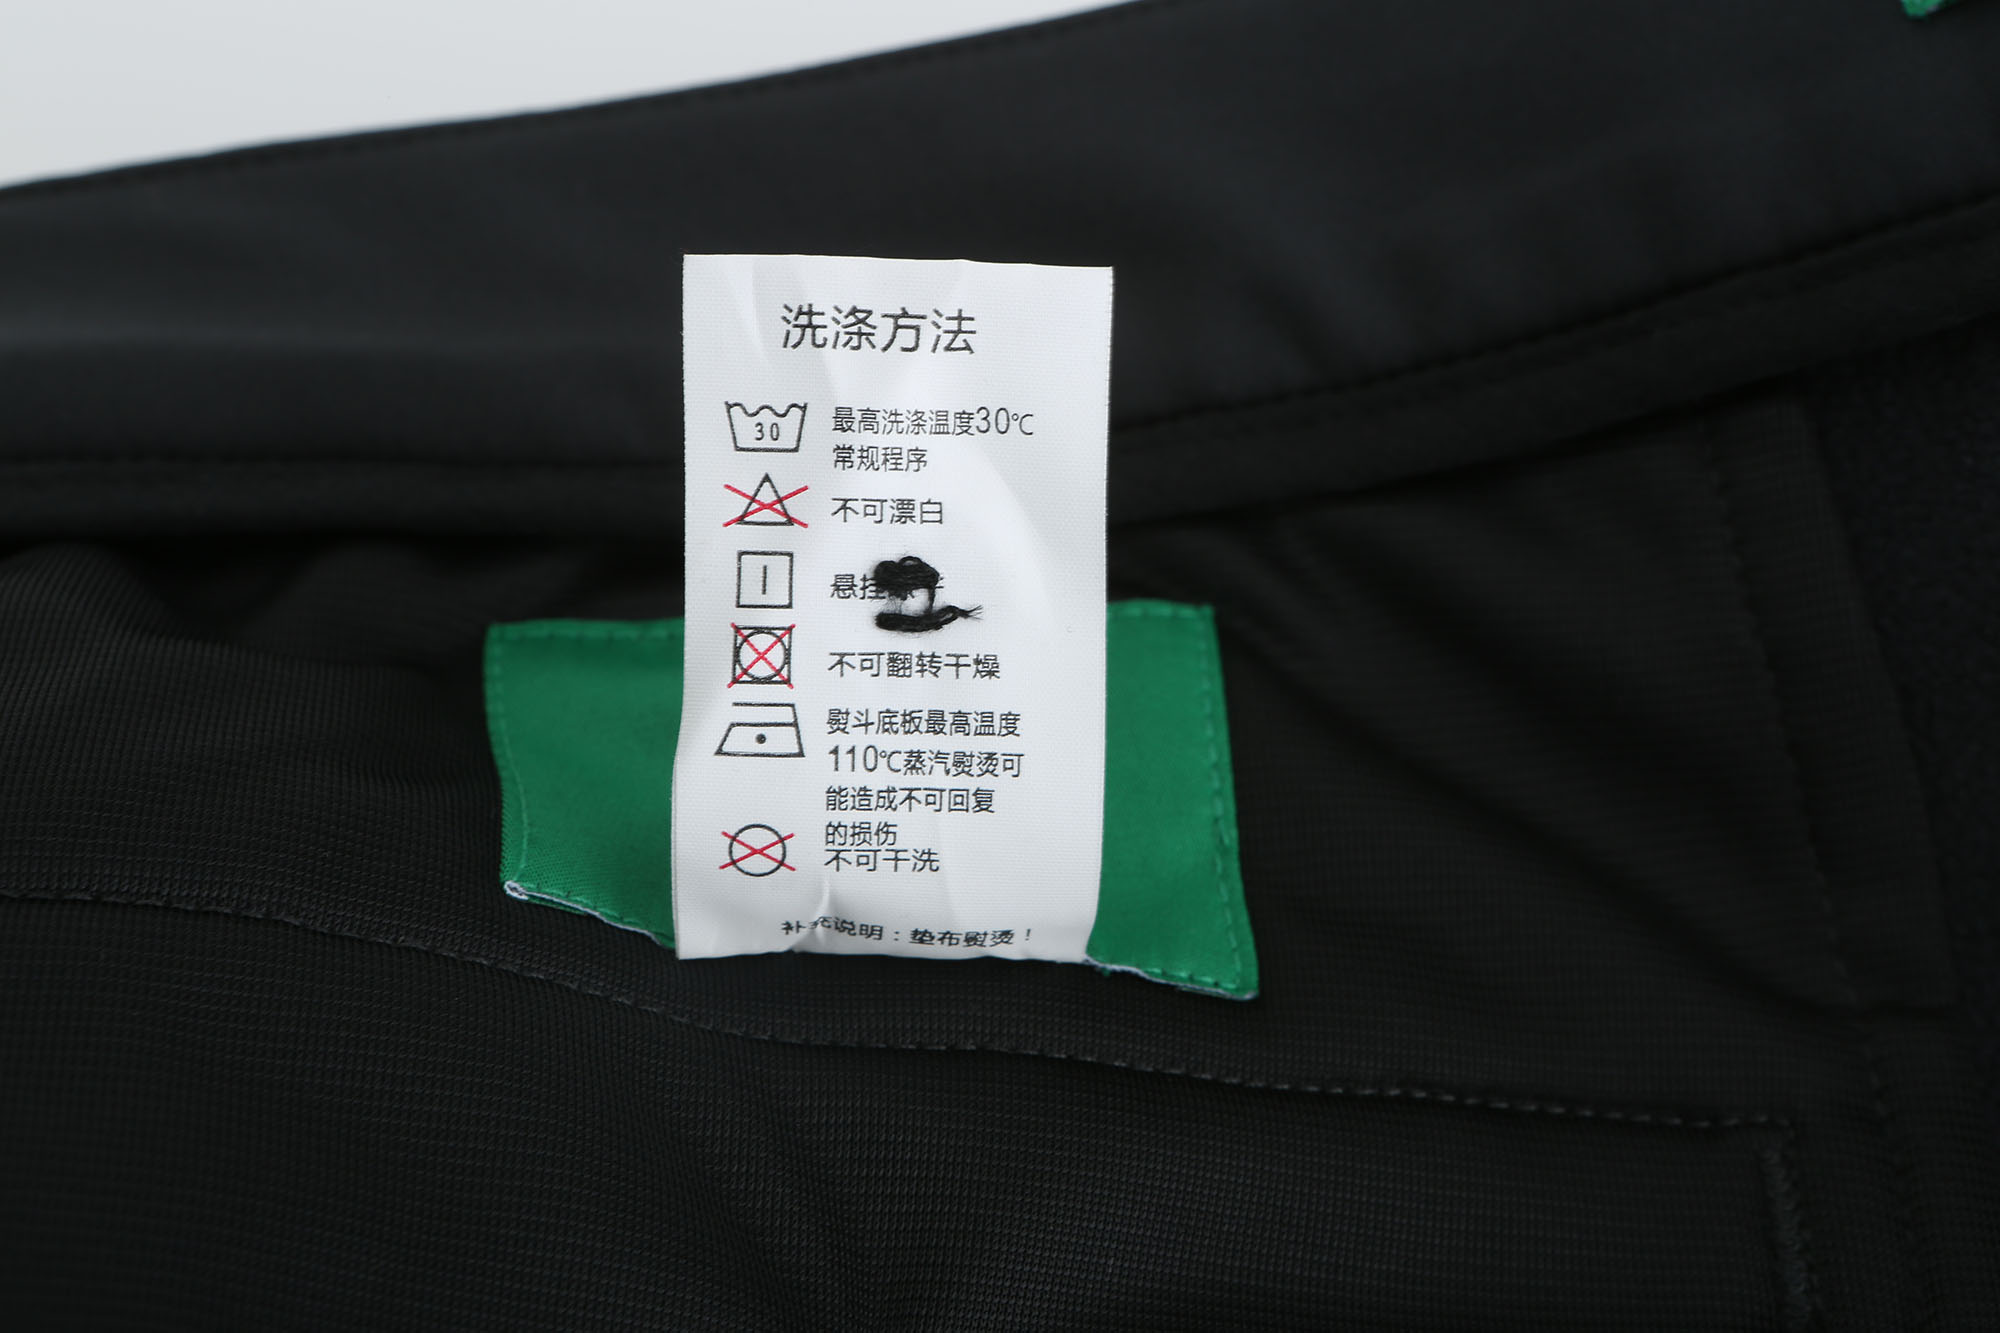 洗涤方法
30
最高洗涤温度30℃
常规程序
不可漂白
悬挂
不可翻转干燥
熨斗底板最高温度
110℃蒸汽熨烫可
能造成不可回复
的损伤
不可干洗
补充说明：垫布熨烫！